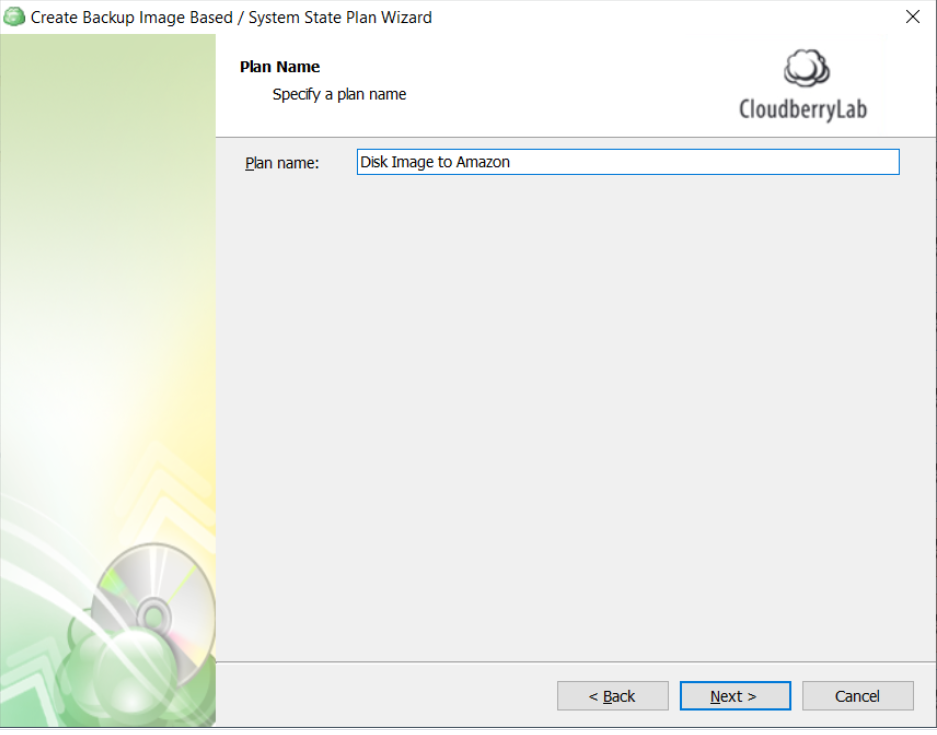 Create Backup Image Based / System State Plan Wizard
Plan Name
Specify a plan name
CloudberryLab
Plan name: Disk Image to Amazon
< Back Next > Cancel